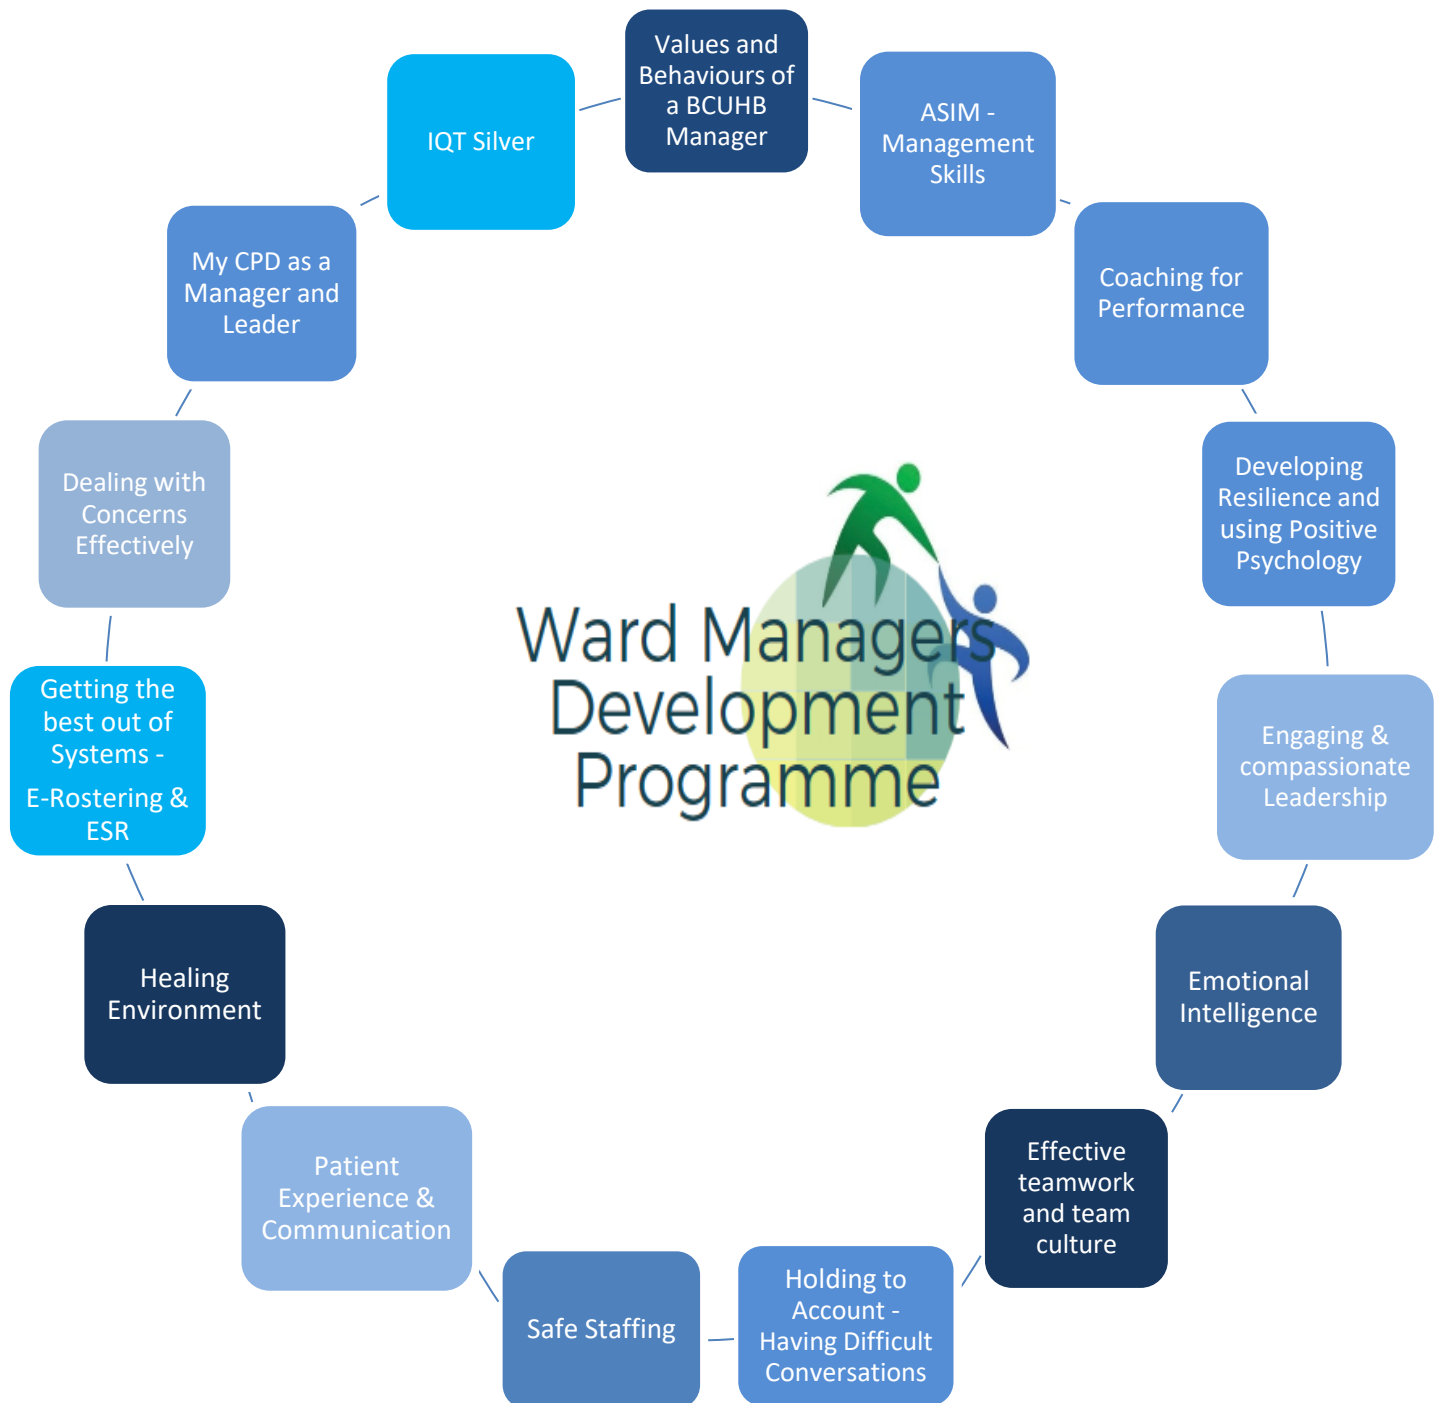 Values and
Behaviours of
a BCUHB
Manager
ASIM -
Management
Skills
Coaching for
Performance
Developing
Resilience and
using Positive
Psychology
Engaging &
compassionate
Leadership
Emotional
Intelligence
Effective
teamwork
and team
culture
Holding to
Account -
Having Difficult
Conversations
Safe Staffing
Patient
Experience &
Communication
Healing
Environment
Getting the
best out of
Systems -
E-Rostering &
ESR
Dealing with
Concerns
Effectively
My CPD as a
Manager and
Leader
IQT Silver
Ward Managers
Development
Programme